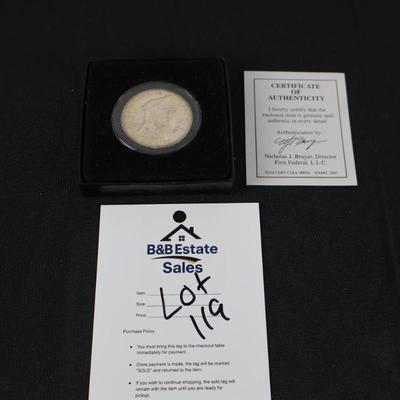 CERTIFICATE
OF
AUTHENTICITY
I hereby certify that the
enclosed item is genuine and
authentic in every detail.
Authentication by
Nicholas J. Bruyer, Director
First Federal, L.L.C.
B&B Estate
Sales
Item:
Size:
Price:
Lot
119
Purchase Policy
• You must bring this tag to the checkout table
immediately for payment.
• Once payment is made, the tag will be marked
"SOLD" and returned to the item.
• If you wish to continue shopping, the sold tag will
remain with the item until you are ready for
pickup.